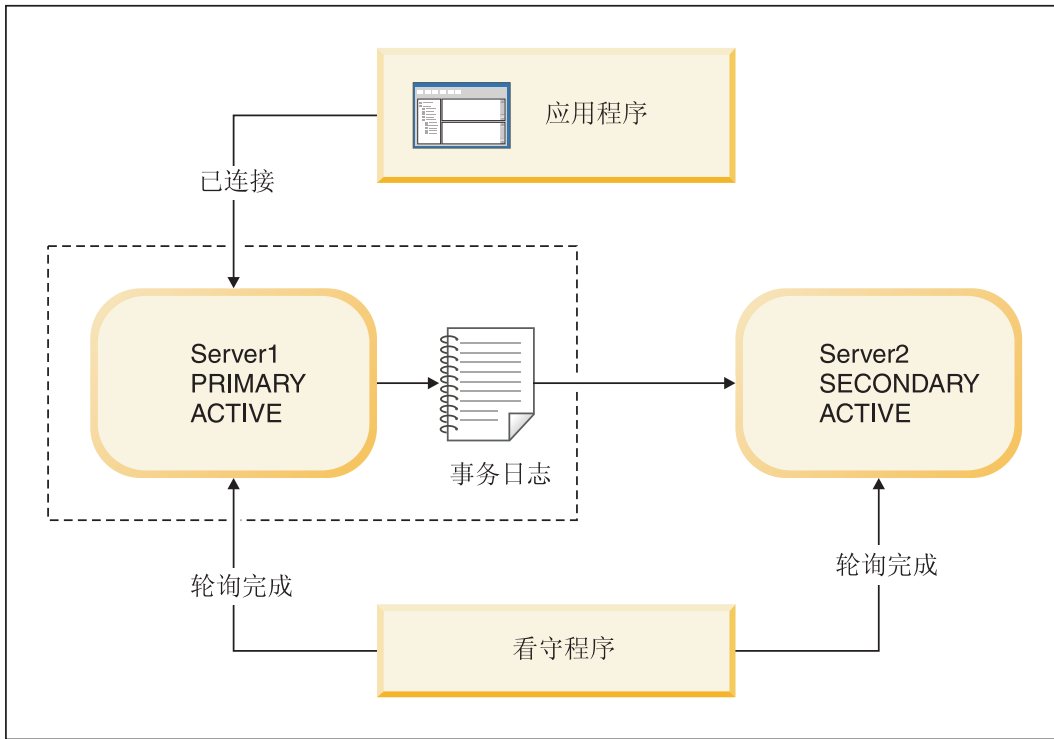 应用程序
已连接
Server1
PRIMARY
ACTIVE
事务日志
Server2
SECONDARY
ACTIVE
轮询完成
轮询完成
看守程序